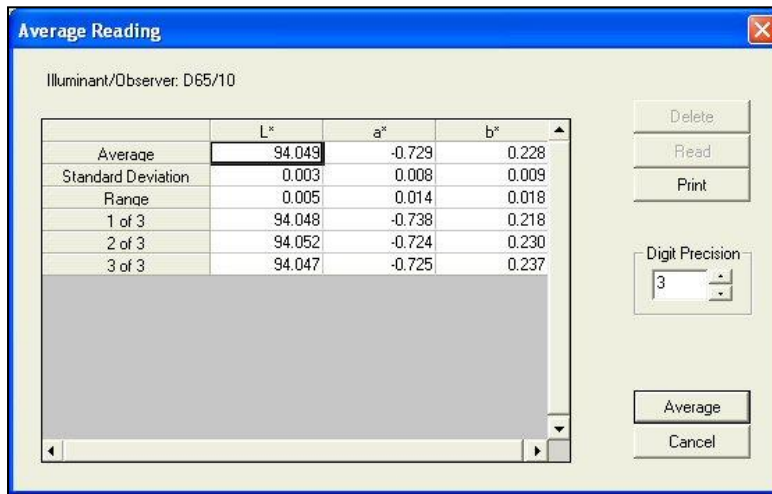 Average Reading
Illuminant/Observer: D65/10
L* a* b*
Average 94.049 -0.729 0.228
Standard Deviation 0.003 0.008 0.009
Range 0.005 0.014 0.018
1 of 3 94.048 -0.738 0.218
2 of 3 94.052 -0.724 0.230
3 of 3 94.047 -0.725 0.237
Delete
Read
Print
Digit Precision
3
Average
Cancel